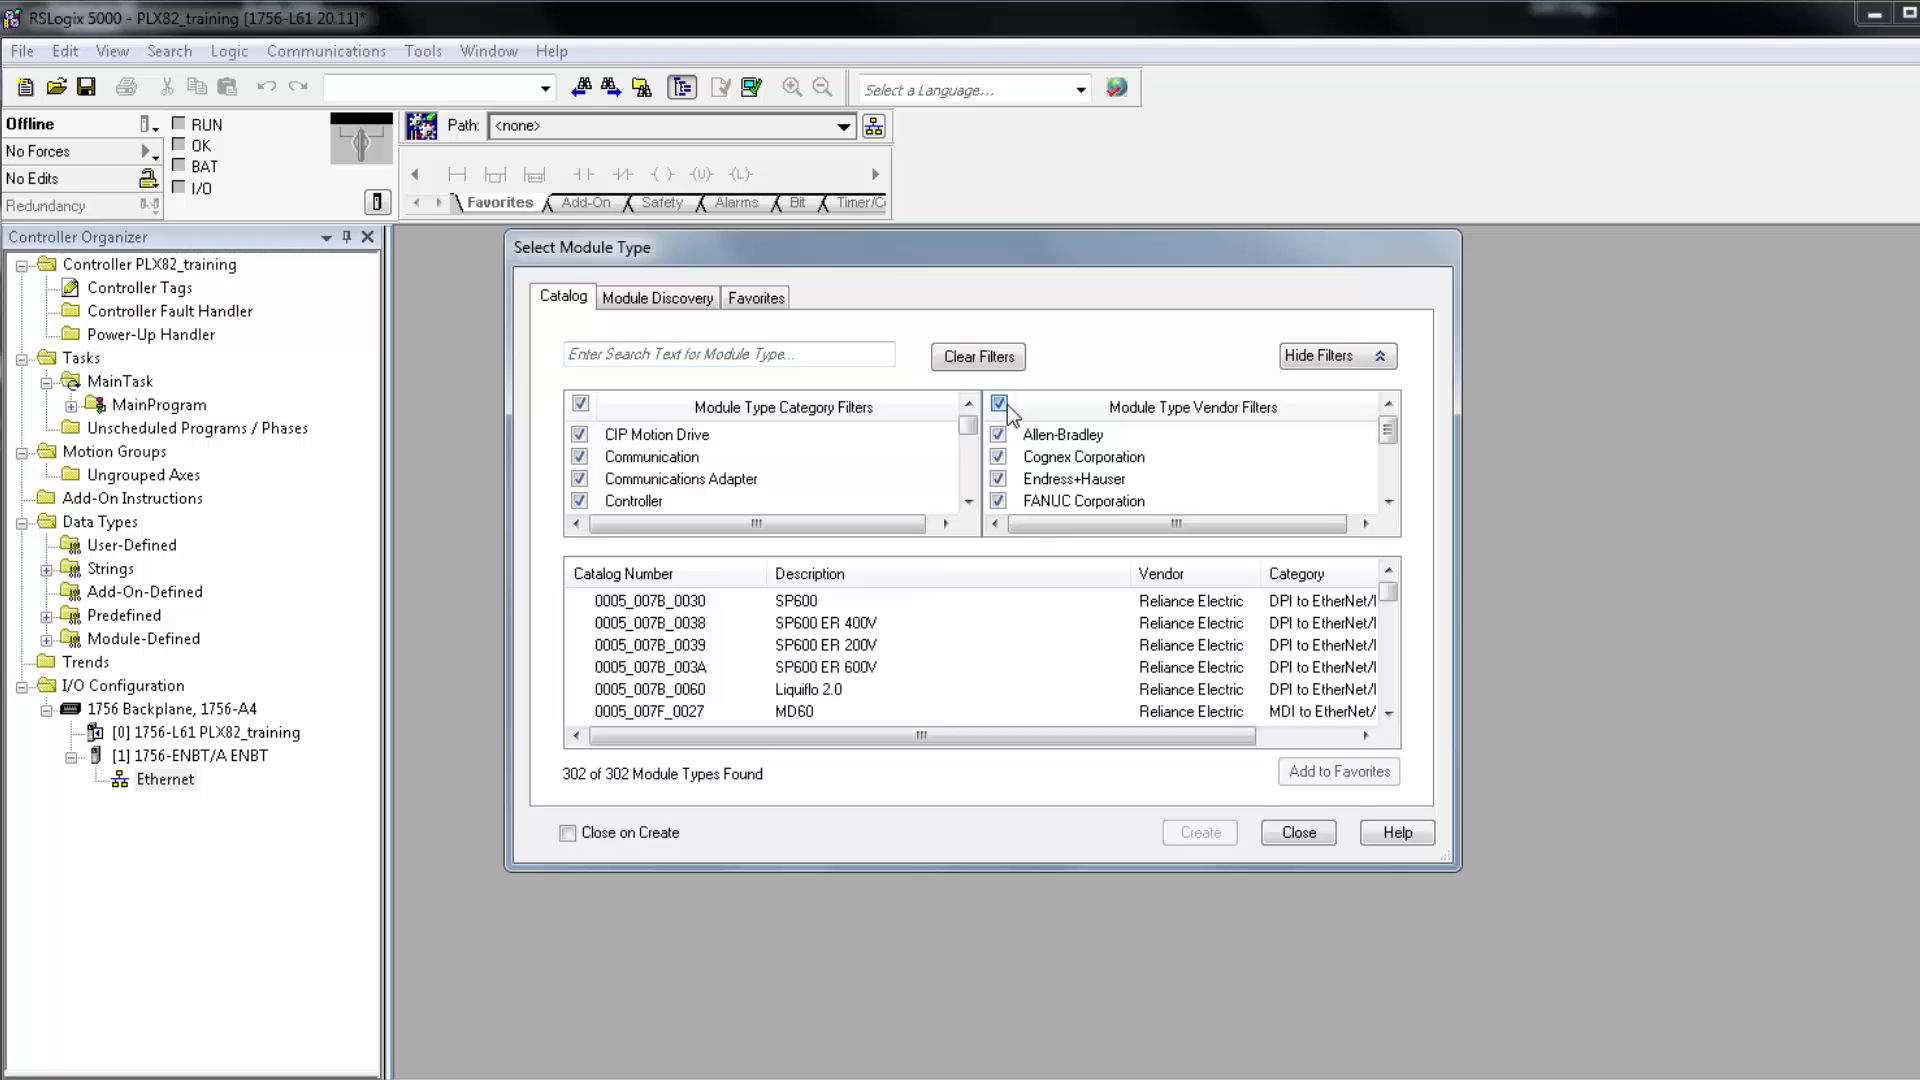 RSLogix 5000 - PLX82_training [1756-L61 20.11]*
File Edit View Search Logic Communications Tools Window Help
Select a Language...
Offline
RUN
No Forces
OK
No Edits
BAT
Redundancy
I/O
Path: <none>
Favorites Add-On Safety Alarms Bit Timer/C
Controller Organizer
Controller PLX82_training
Controller Tags
Controller Fault Handler
Power-Up Handler
Tasks
MainTask
MainProgram
Unscheduled Programs / Phases
Motion Groups
Ungrouped Axes
Add-On Instructions
Data Types
User-Defined
Strings
Add-On-Defined
Predefined
Module-Defined
Trends
I/O Configuration
1756 Backplane, 1756-A4
[0] 1756-L61 PLX82_training
[1] 1756-ENBT/A ENBT
Ethernet
Select Module Type
Catalog Module Discovery Favorites
Enter Search Text for Module Type...
Clear Filters
Hide Filters
Module Type Category Filters
CIP Motion Drive
Communication
Communications Adapter
Controller
Module Type Vendor Filters
Allen-Bradley
Cognex Corporation
Endress+Hauser
FANUC Corporation
Catalog Number Description Vendor Category
0005_007B_0030 SP600 Reliance Electric DPI to EtherNet/I
0005_007B_0038 SP600 ER 400V Reliance Electric DPI to EtherNet/I
0005_007B_0039 SP600 ER 200V Reliance Electric DPI to EtherNet/I
0005_007B_003A SP600 ER 600V Reliance Electric DPI to EtherNet/I
0005_007B_0060 Liquiflo 2.0 Reliance Electric DPI to EtherNet/I
0005_007F_0027 MD60 Reliance Electric MDI to EtherNet/
302 of 302 Module Types Found
Add to Favorites
Close on Create
Create
Close
Help